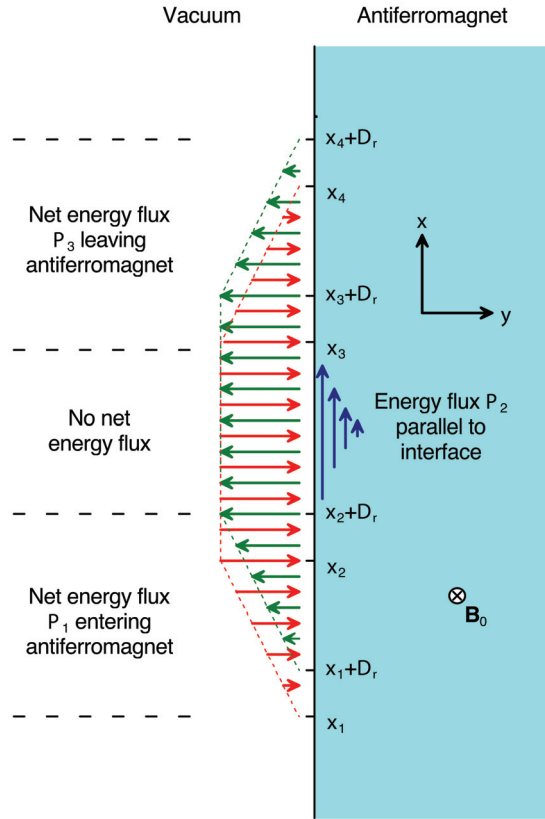 Vacuum
Antiferromagnet
x₄+Dᵣ
x₄
Net energy flux
P₃ leaving
antiferromagnet
x
y
x₃+Dᵣ
x₃
No net
energy flux
Energy flux P₂
parallel to
interface
x₂+Dᵣ
x₂
Net energy flux
P₁ entering
antiferromagnet
B₀
x₁+Dᵣ
x₁